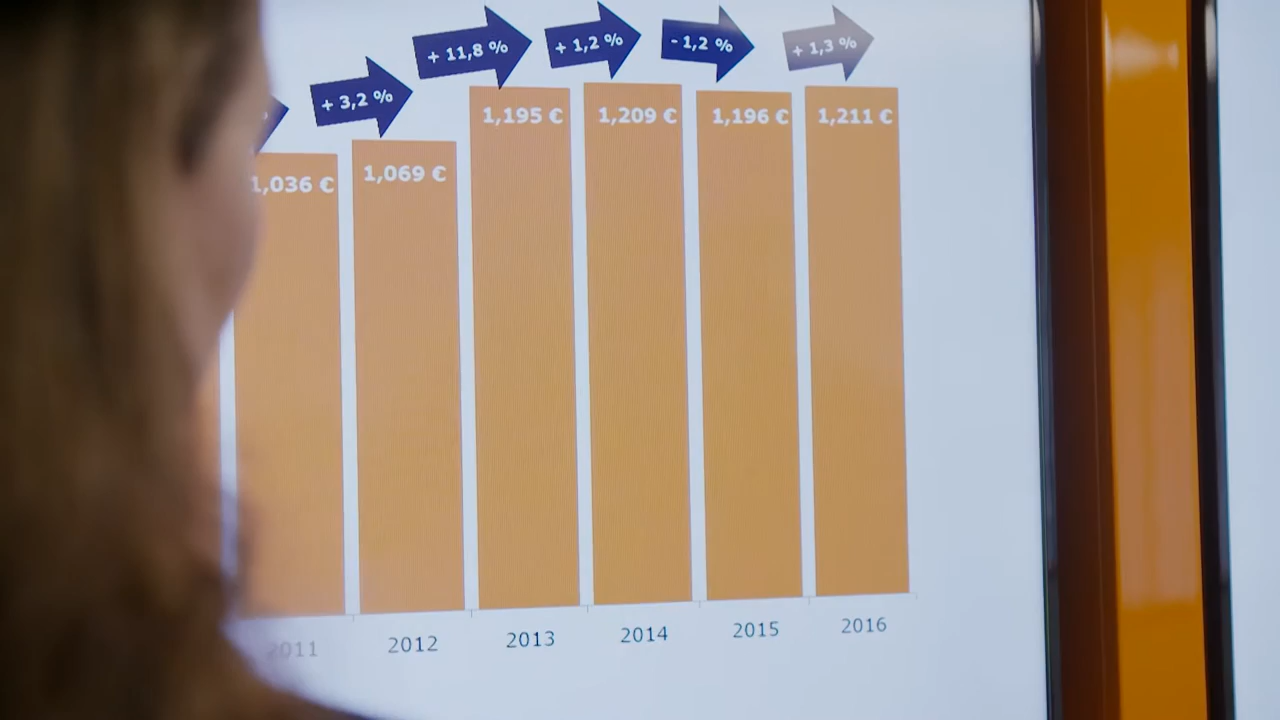 + 3,2 %
+ 11,8 %
+ 1,2 %
- 1,2 %
+ 1,3 %
1,036 €
1,069 €
1,195 €
1,209 €
1,196 €
1,211 €
2011
2012
2013
2014
2015
2016